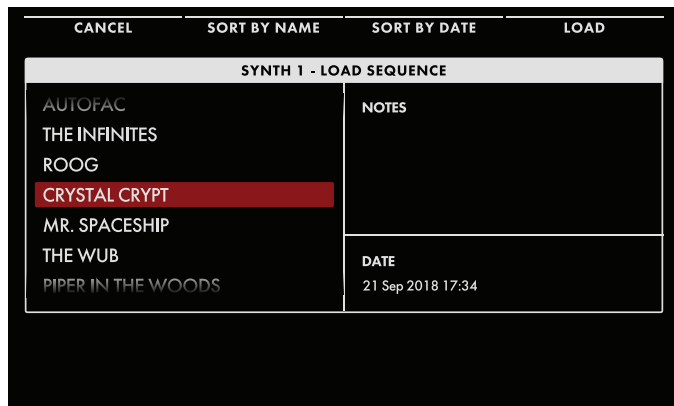 CANCEL SORT BY NAME SORT BY DATE LOAD
SYNTH 1 - LOAD SEQUENCE
AUTOFAC
THE INFINITES
ROOG
CRYSTAL CRYPT
MR. SPACESHIP
THE WUB
PIPER IN THE WOODS
NOTES
DATE
21 Sep 2018 17:34